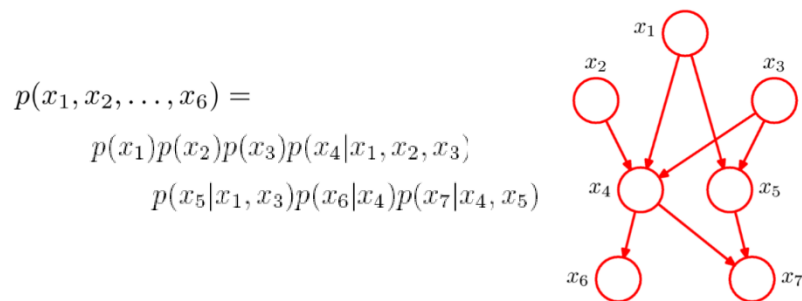 p(x₁, x₂, . . . , x₆) =
p(x₁)p(x₂)p(x₃)p(x₄|x₁, x₂, x₃)
p(x₅|x₁, x₃)p(x₆|x₄)p(x₇|x₄, x₅)
x₁
x₂
x₃
x₄
x₅
x₆
x₇